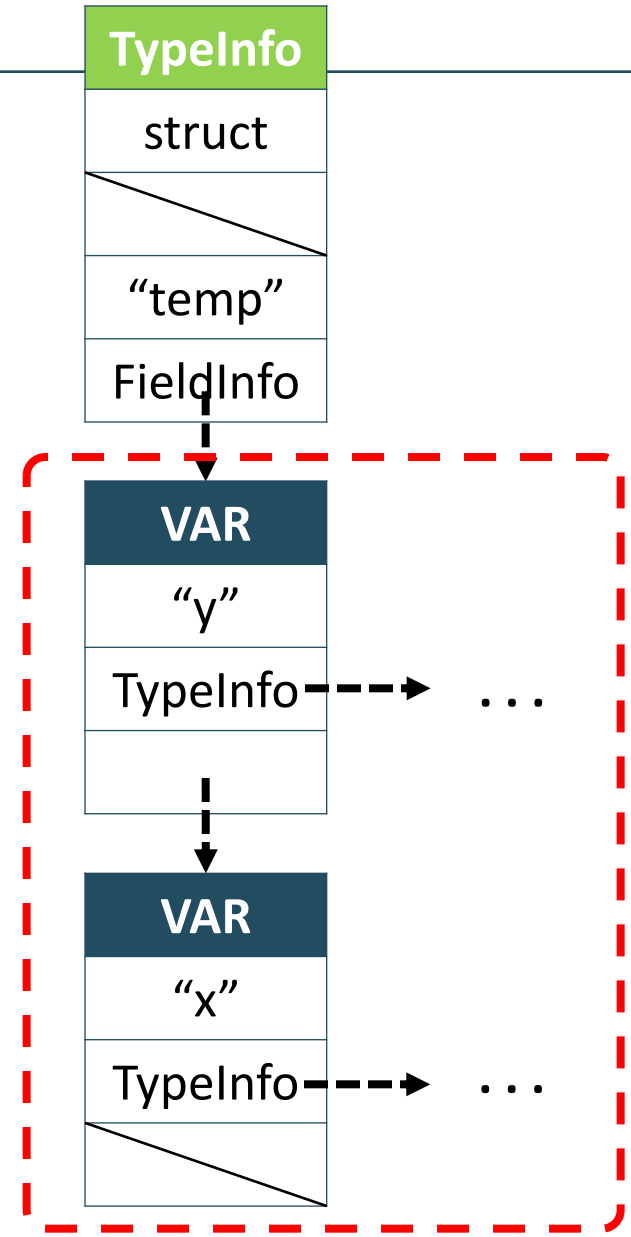 TypeInfo
struct
“temp”
FieldInfo
VAR
“y”
TypeInfo
...
VAR
“x”
TypeInfo
...